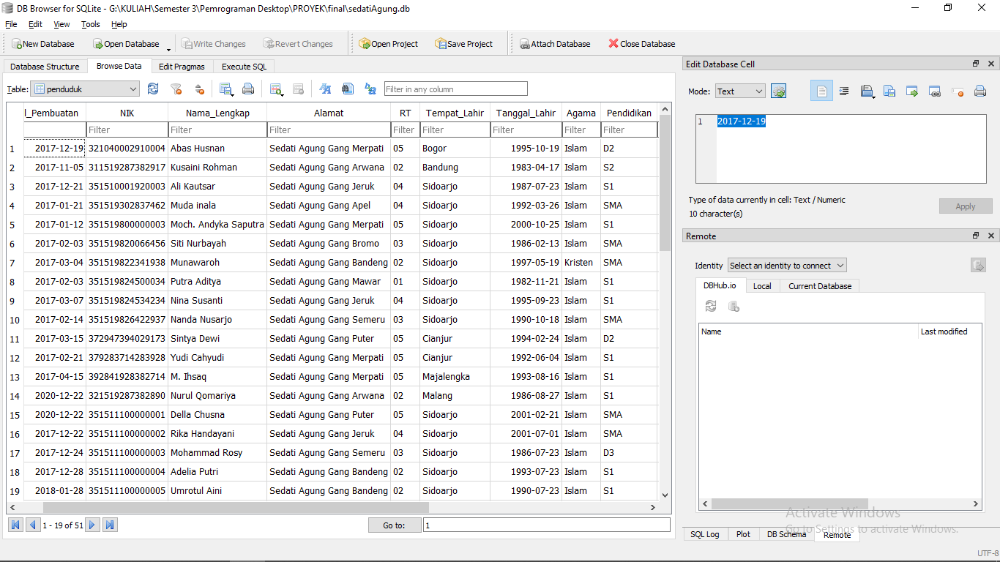 DB Browser for SQLite - G:\KULIAH\Semester 3\Pemrograman Desktop\PROYEK\final\sedatiAgung.db
File Edit View Tools Help
New Database Open Database Write Changes Revert Changes Open Project Save Project Attach Database Close Database
Database Structure Browse Data Edit Pragmas Execute SQL
Table: penduduk Filter in any column
l_Pembuatan NIK Nama_Lengkap Alamat RT Tempat_Lahir Tanggal_Lahir Agama Pendidikan
Filter Filter Filter Filter Filter Filter Filter Filter
1 2017-12-19 321040002910004 Abas Husnan Sedati Agung Gang Merpati 05 Bogor 1995-10-19 Islam D2
2 2017-11-05 311519287382917 Kusaini Rohman Sedati Agung Gang Arwana 02 Bandung 1983-04-17 Islam S2
3 2017-12-21 351510001920003 Ali Kautsar Sedati Agung Gang Jeruk 04 Sidoarjo 1987-07-23 Islam S1
4 2017-01-21 351519302837462 Muda inala Sedati Agung Gang Apel 04 Sidoarjo 1992-03-26 Islam SMA
5 2017-01-12 351519800000003 Moch. Andyka Saputra Sedati Agung Gang Merpati 05 Sidoarjo 2000-10-25 Islam S1
6 2017-02-03 351519820066456 Siti Nurbayah Sedati Agung Gang Bromo 03 Sidoarjo 1986-02-13 Islam SMA
7 2017-03-04 351519822341938 Munawaroh Sedati Agung Gang Bandeng 02 Sidoarjo 1997-05-19 Kristen SMA
8 2017-02-03 351519824500034 Putra Aditya Sedati Agung Gang Mawar 01 Sidoarjo 1982-11-21 Islam S1
9 2017-03-07 351519824534234 Nina Susanti Sedati Agung Gang Jeruk 04 Sidoarjo 1995-09-23 Islam S1
10 2017-02-14 351519826422937 Nanda Nusarjo Sedati Agung Gang Semeru 03 Sidoarjo 1990-10-18 Islam SMA
11 2017-03-15 372947394029173 Sintya Dewi Sedati Agung Gang Puter 05 Cianjur 1994-02-24 Islam D2
12 2017-02-21 379283714283928 Yudi Cahyudi Sedati Agung Gang Merpati 05 Cianjur 1992-06-04 Islam S1
13 2017-04-15 392841928382714 M. Ihsaq Sedati Agung Gang Merpati 05 Majalengka 1993-08-16 Islam S1
14 2020-12-22 321519287382890 Nurul Qomariya Sedati Agung Gang Arwana 02 Malang 1986-08-27 Islam S1
15 2020-12-22 351511100000001 Della Chusna Sedati Agung Gang Puter 05 Sidoarjo 2001-02-21 Islam SMA
16 2017-12-22 351511100000002 Rika Handayani Sedati Agung Gang Jeruk 04 Sidoarjo 2001-07-01 Islam SMA
17 2017-12-24 351511100000003 Mohammad Rosy Sedati Agung Gang Semeru 03 Sidoarjo 1986-07-23 Islam D3
18 2017-12-28 351511100000004 Adelia Putri Sedati Agung Gang Bandeng 02 Sidoarjo 1993-07-23 Islam S1
19 2018-01-28 351511100000005 Umrotul Aini Sedati Agung Gang Bandeng 02 Sidoarjo 1990-07-23 Islam S1
1 - 19 of 51 Go to: 1
Edit Database Cell
Mode: Text
1 2017-12-19
Type of data currently in cell: Text / Numeric
10 character(s)
Apply
Remote
Identity Select an identity to connect
DBHub.io Local Current Database
Name Last modified
Activate Windows
Go to Settings to activate Windows.
SQL Log Plot DB Schema Remote
UTF-8